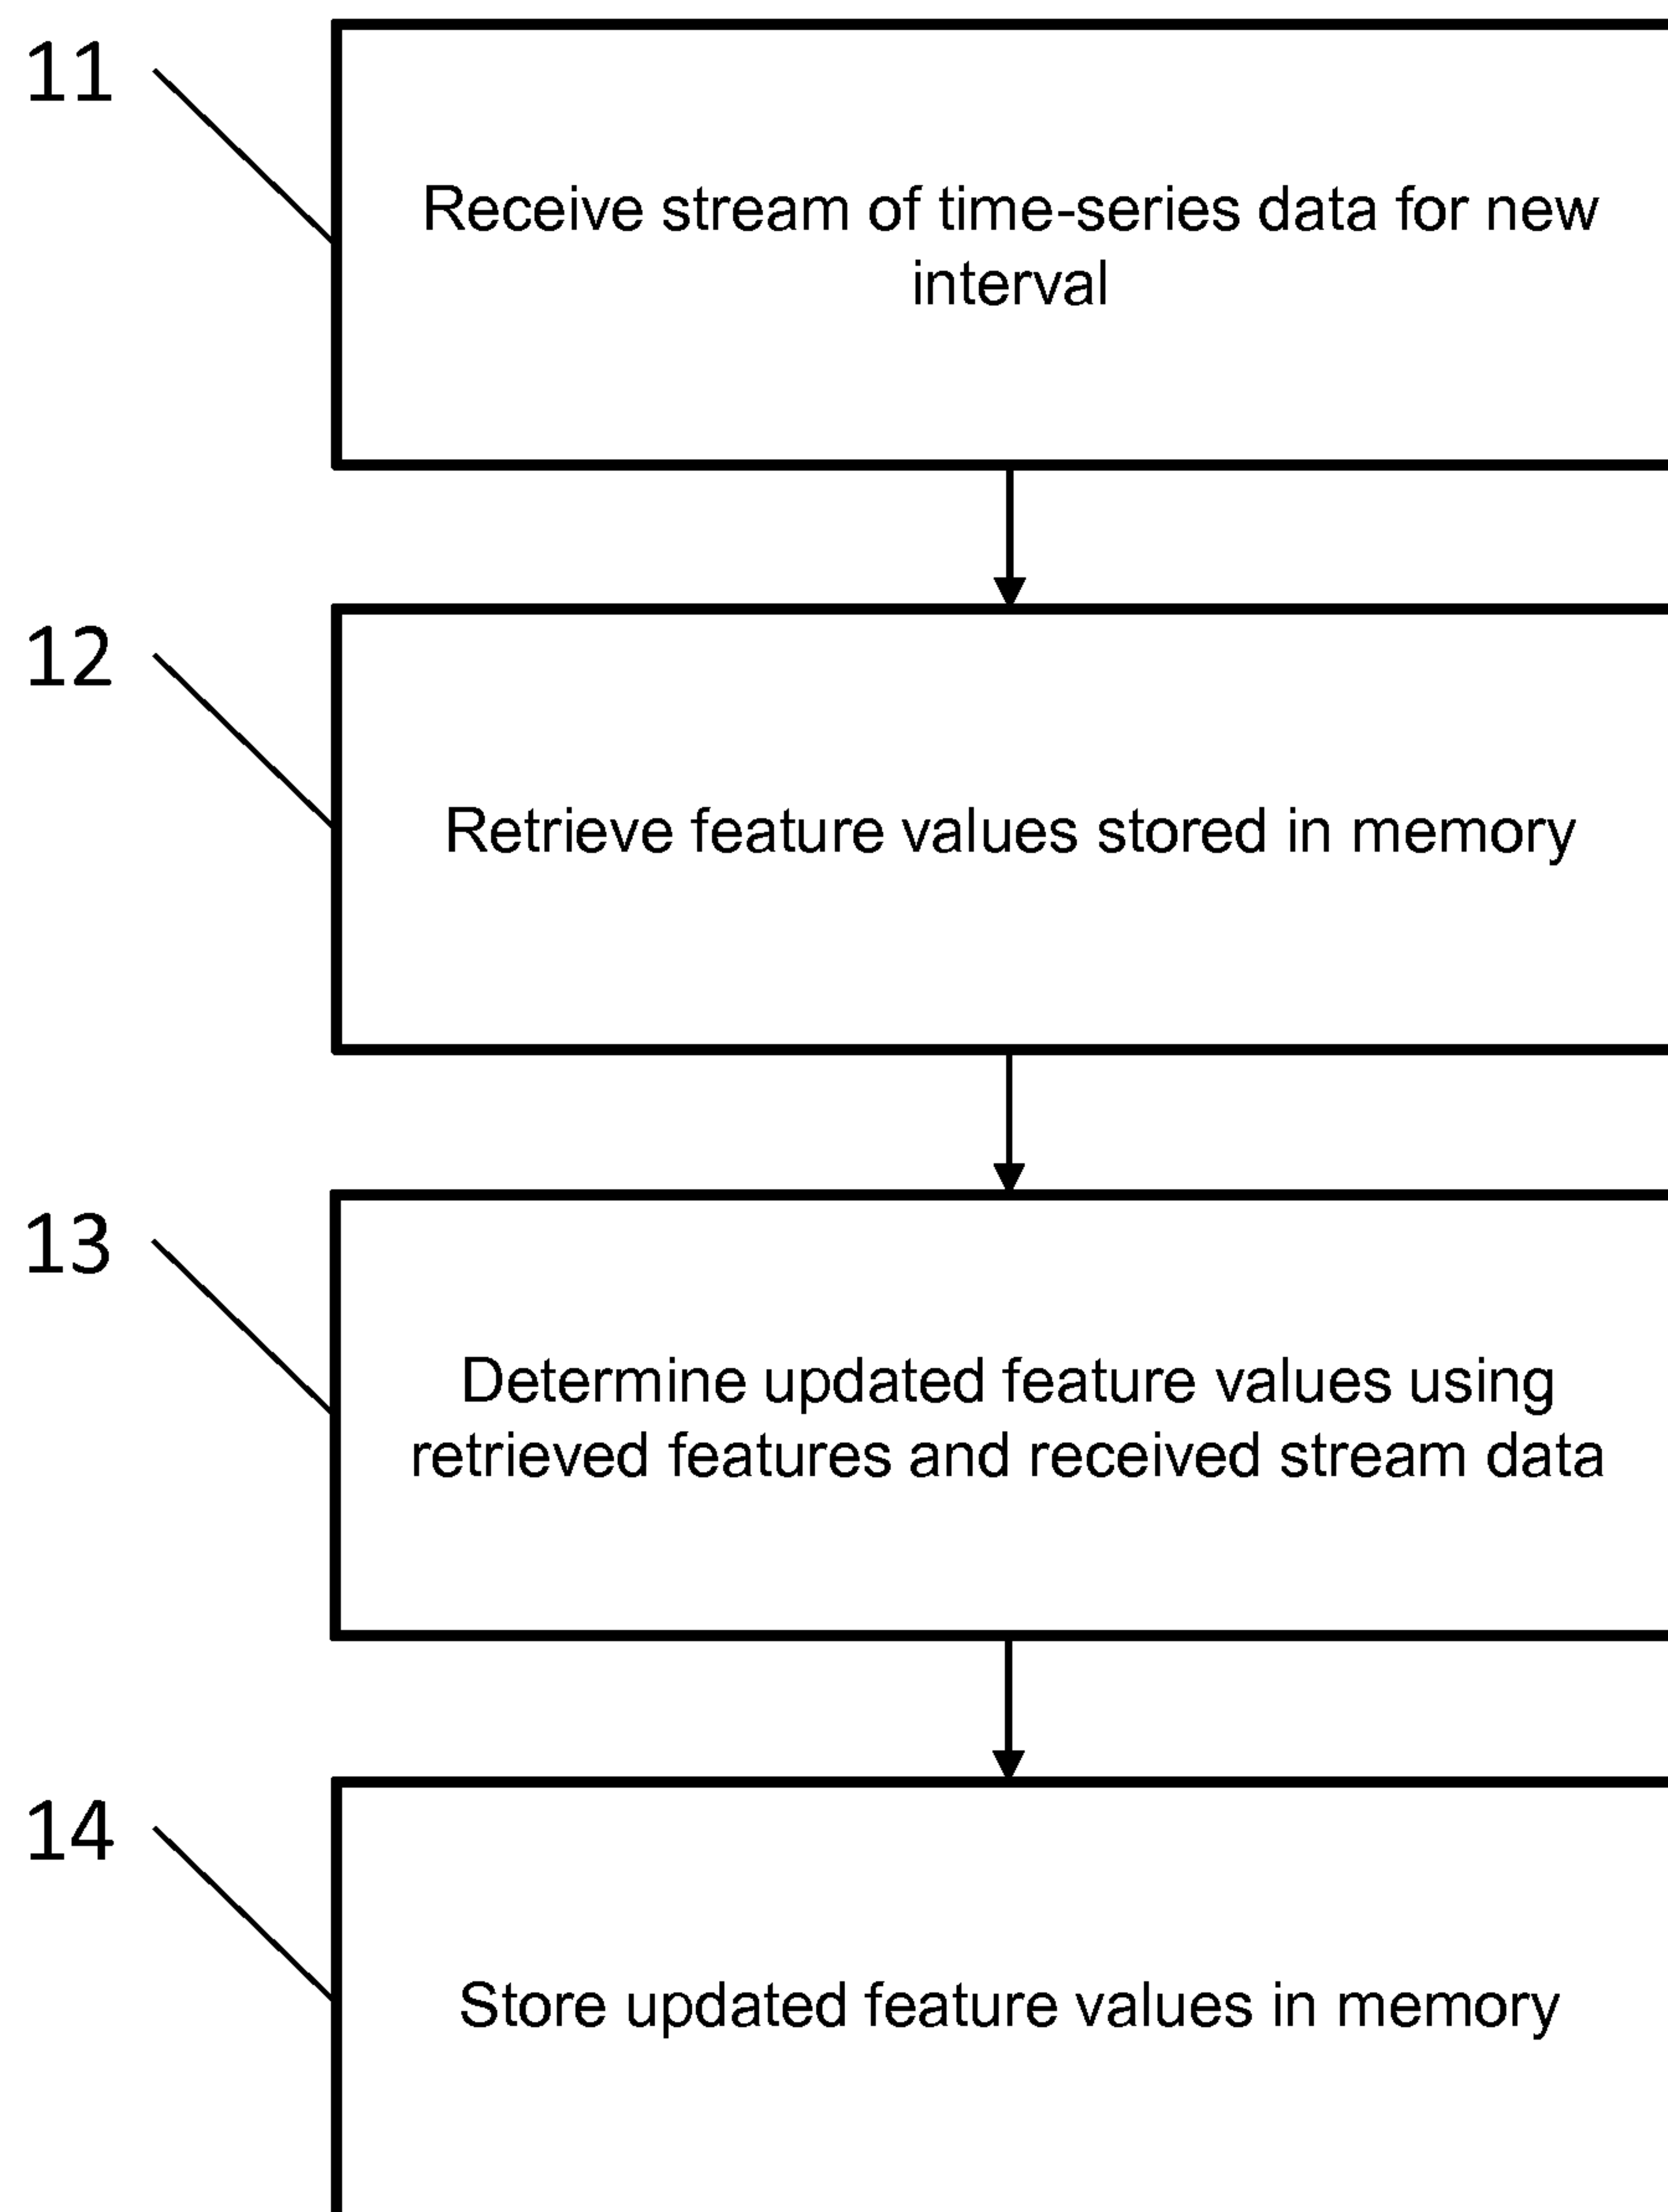 11
Receive stream of time-series data for new
interval
12
Retrieve feature values stored in memory
13
Determine updated feature values using
retrieved features and received stream data
14
Store updated feature values in memory